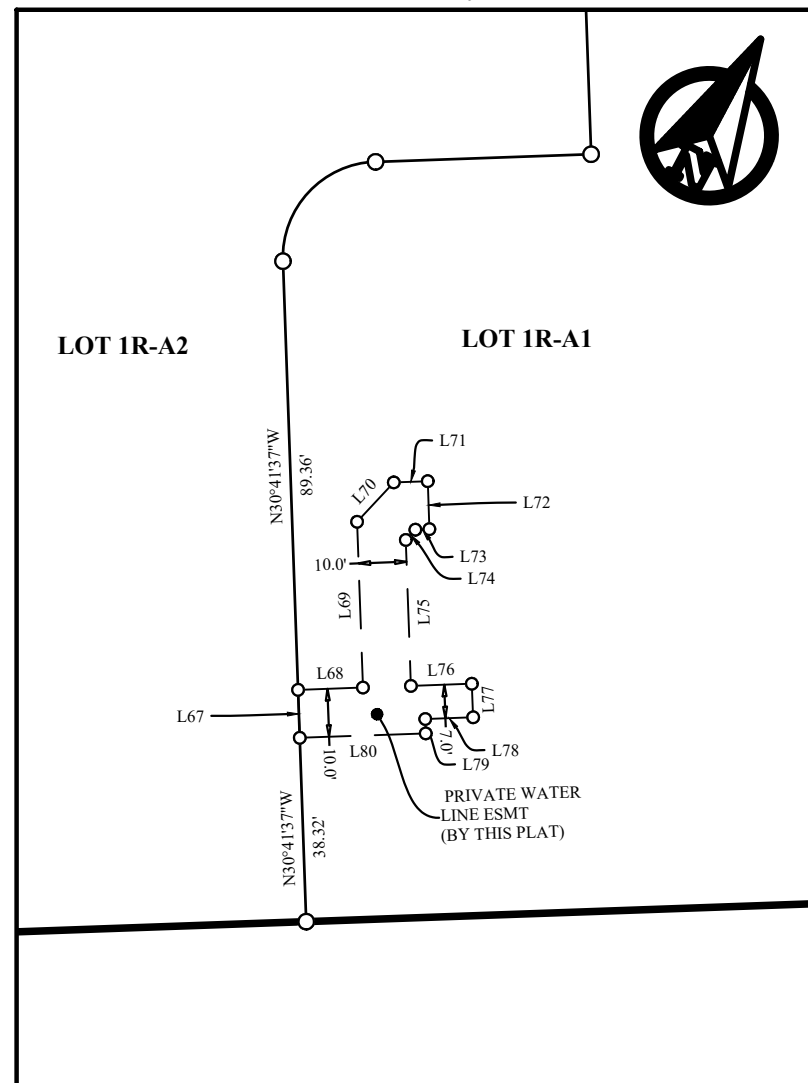 LOT 1R-A2
LOT 1R-A1
N30°41'37"W
89.36'
L71
L70
L72
L73
L74
10.0'
L69
L75
L68
L76
L77
L67
L80
10.0'
7.0'
L78
L79
PRIVATE WATER
LINE ESMT
(BY THIS PLAT)
N30°41'37"W
38.32'
N